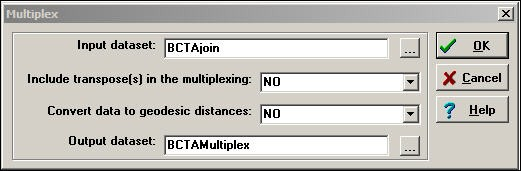 Multiplex
Input dataset: BCTAjoin ...
OK
Include transpose(s) in the multiplexing: NO
Cancel
Convert data to geodesic distances: NO
Help
Output dataset: BCTAMultiplex ...